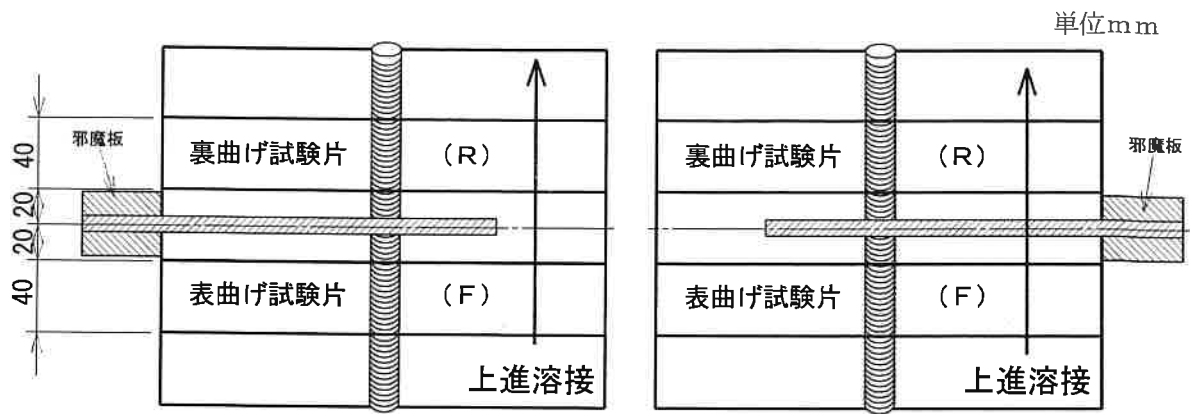 単位mm
邪魔板
40
20
20
40
裏曲げ試験片 (R)
表曲げ試験片 (F)
上進溶接
裏曲げ試験片 (R)
表曲げ試験片 (F)
上進溶接
邪魔板